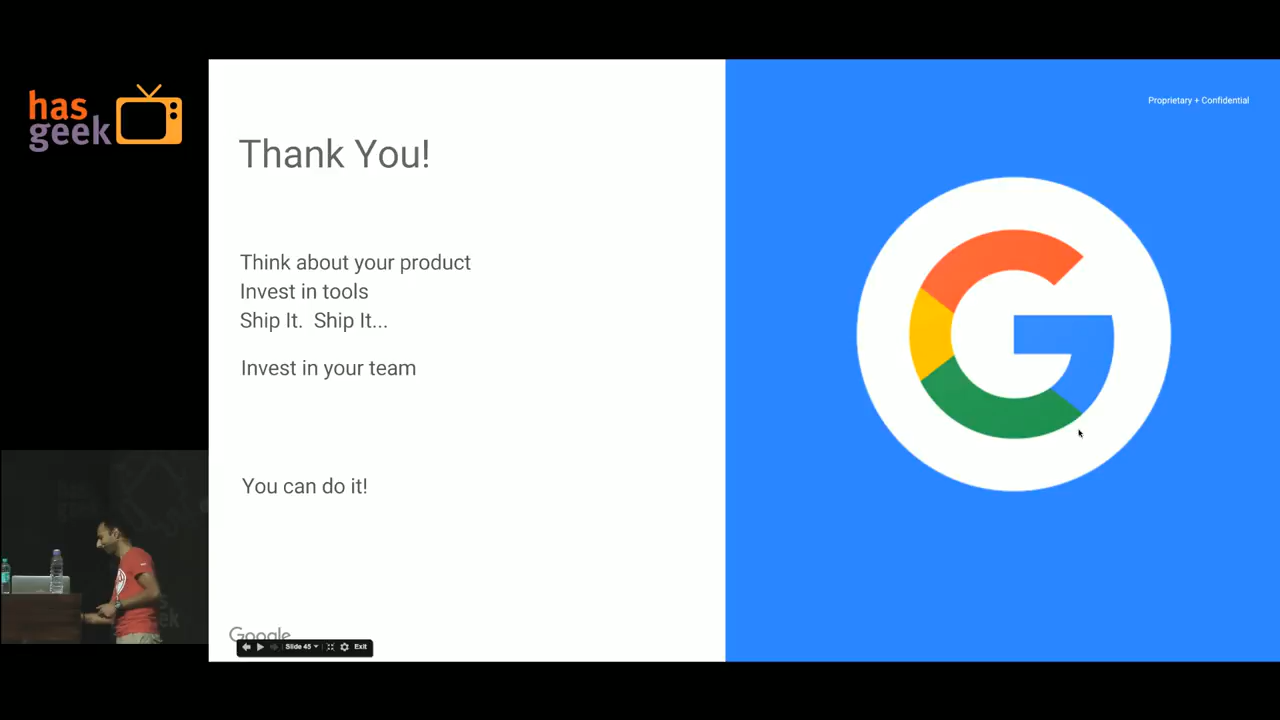 has
geek
Proprietary + Confidential
Thank You!
Think about your product
Invest in tools
Ship It.  Ship It...
Invest in your team
You can do it!
Google
Slide 45
Exit